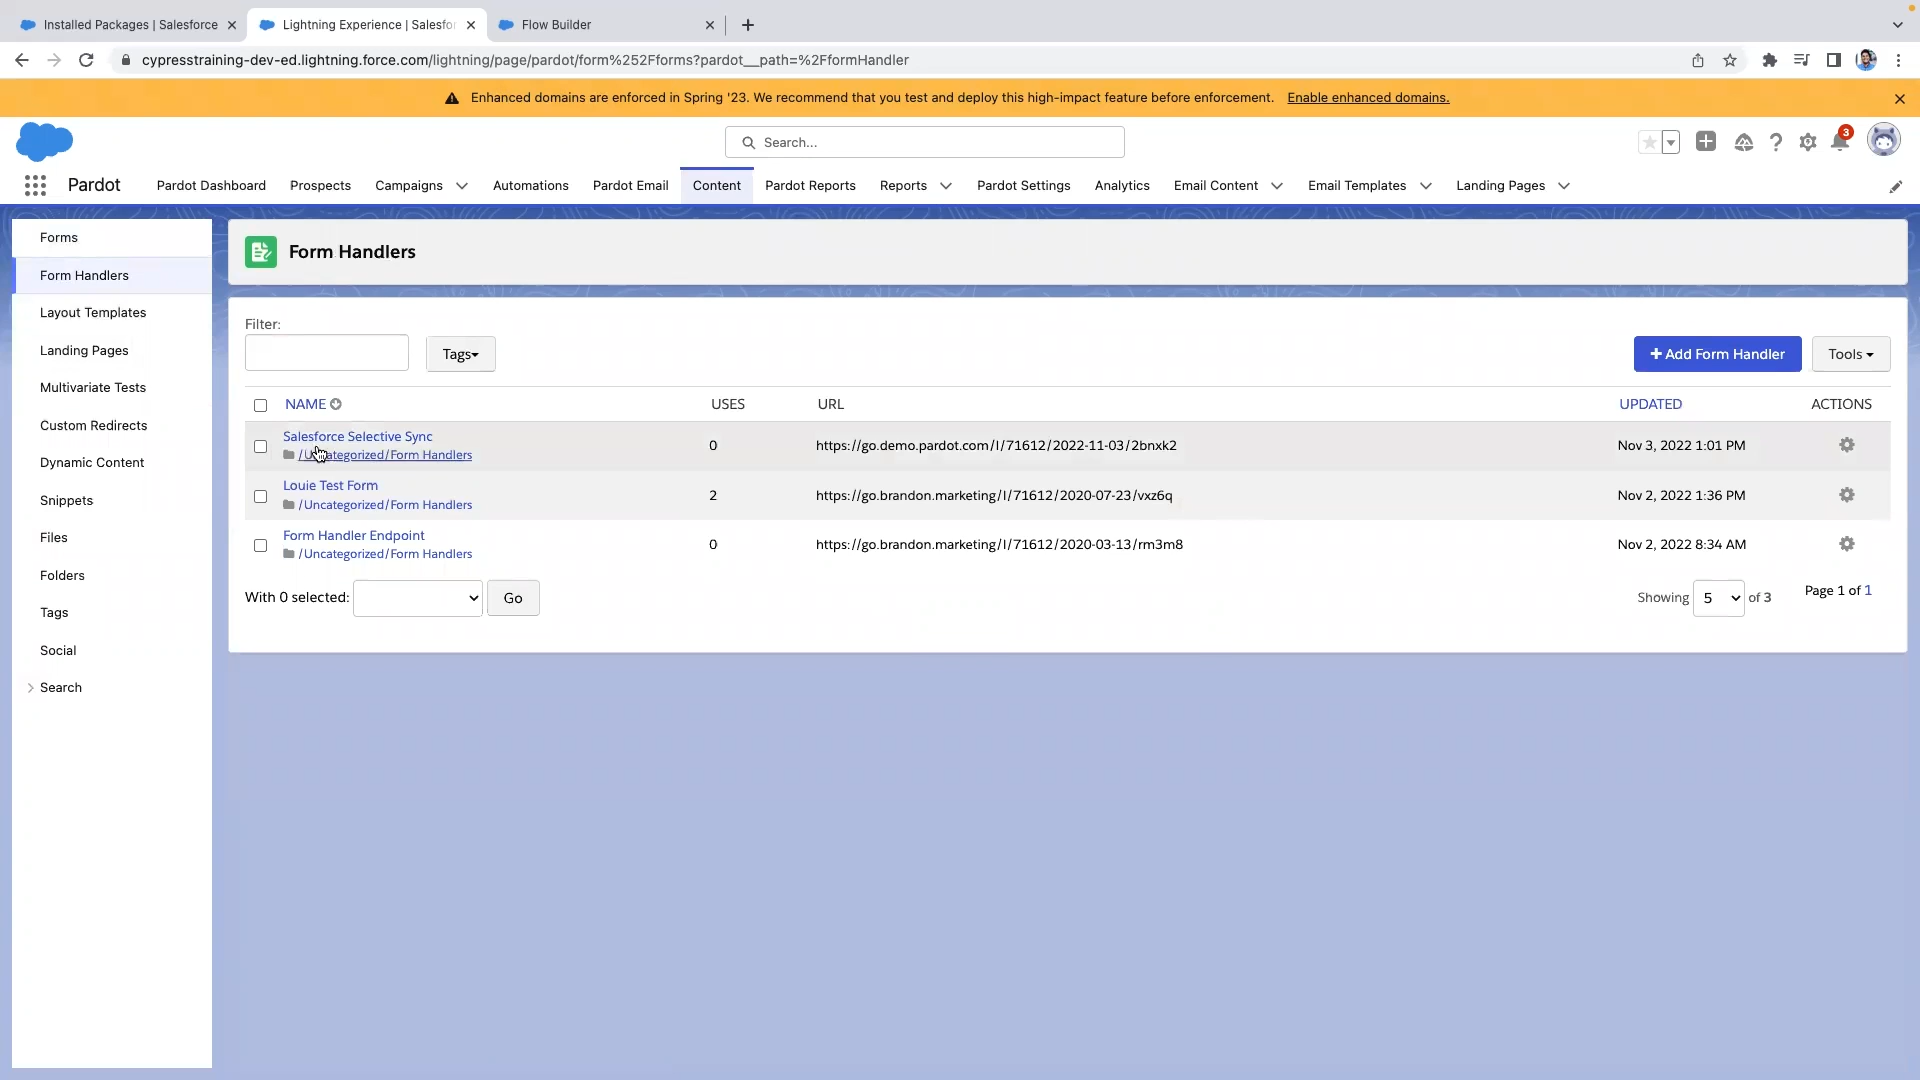 Installed Packages | Salesforce
Lightning Experience | Salesfor
Flow Builder
cypresstraining-dev-ed.lightning.force.com/lightning/page/pardot/form%252Fforms?pardot__path=%2FformHandler
Enhanced domains are enforced in Spring '23. We recommend that you test and deploy this high-impact feature before enforcement. Enable enhanced domains.
Search...
3
Pardot
Pardot Dashboard
Prospects
Campaigns
Automations
Pardot Email
Content
Pardot Reports
Reports
Pardot Settings
Analytics
Email Content
Email Templates
Landing Pages
Forms
Form Handlers
Layout Templates
Landing Pages
Multivariate Tests
Custom Redirects
Dynamic Content
Snippets
Files
Folders
Tags
Social
Search
Form Handlers
Filter:
Tags
+ Add Form Handler
Tools
NAME USES URL UPDATED ACTIONS
Salesforce Selective Sync
/Uncategorized/Form Handlers
0 https://go.demo.pardot.com/l/71612/2022-11-03/2bnxk2 Nov 3, 2022 1:01 PM
Louie Test Form
/Uncategorized/Form Handlers
2 https://go.brandon.marketing/l/71612/2020-07-23/vxz6q Nov 2, 2022 1:36 PM
Form Handler Endpoint
/Uncategorized/Form Handlers
0 https://go.brandon.marketing/l/71612/2020-03-13/rm3m8 Nov 2, 2022 8:34 AM
With 0 selected:
Go
Showing 5 of 3
Page 1 of 1